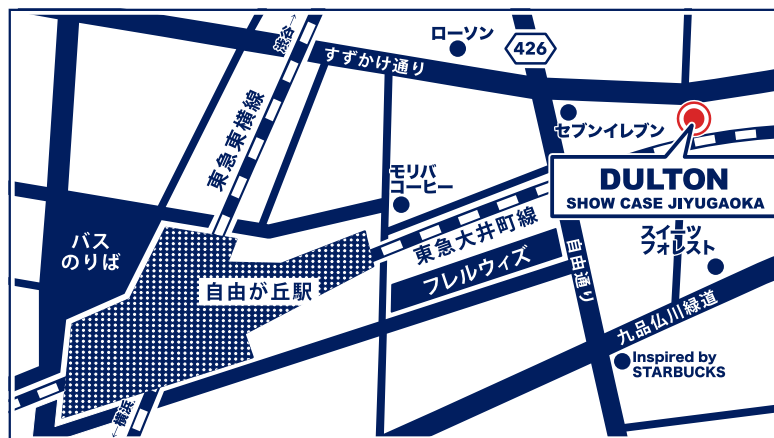 ローソン
426
←渋谷
すずかけ通り
東急東横線
セブンイレブン
モリバ
コーヒー
DULTON
SHOW CASE JIYUGAOKA
バス
のりば
東急大井町線
スイーツ
フォレスト
自由が丘駅
フレルウィズ
自由通り
九品仏川緑道
Inspired by
STARBUCKS
←横浜